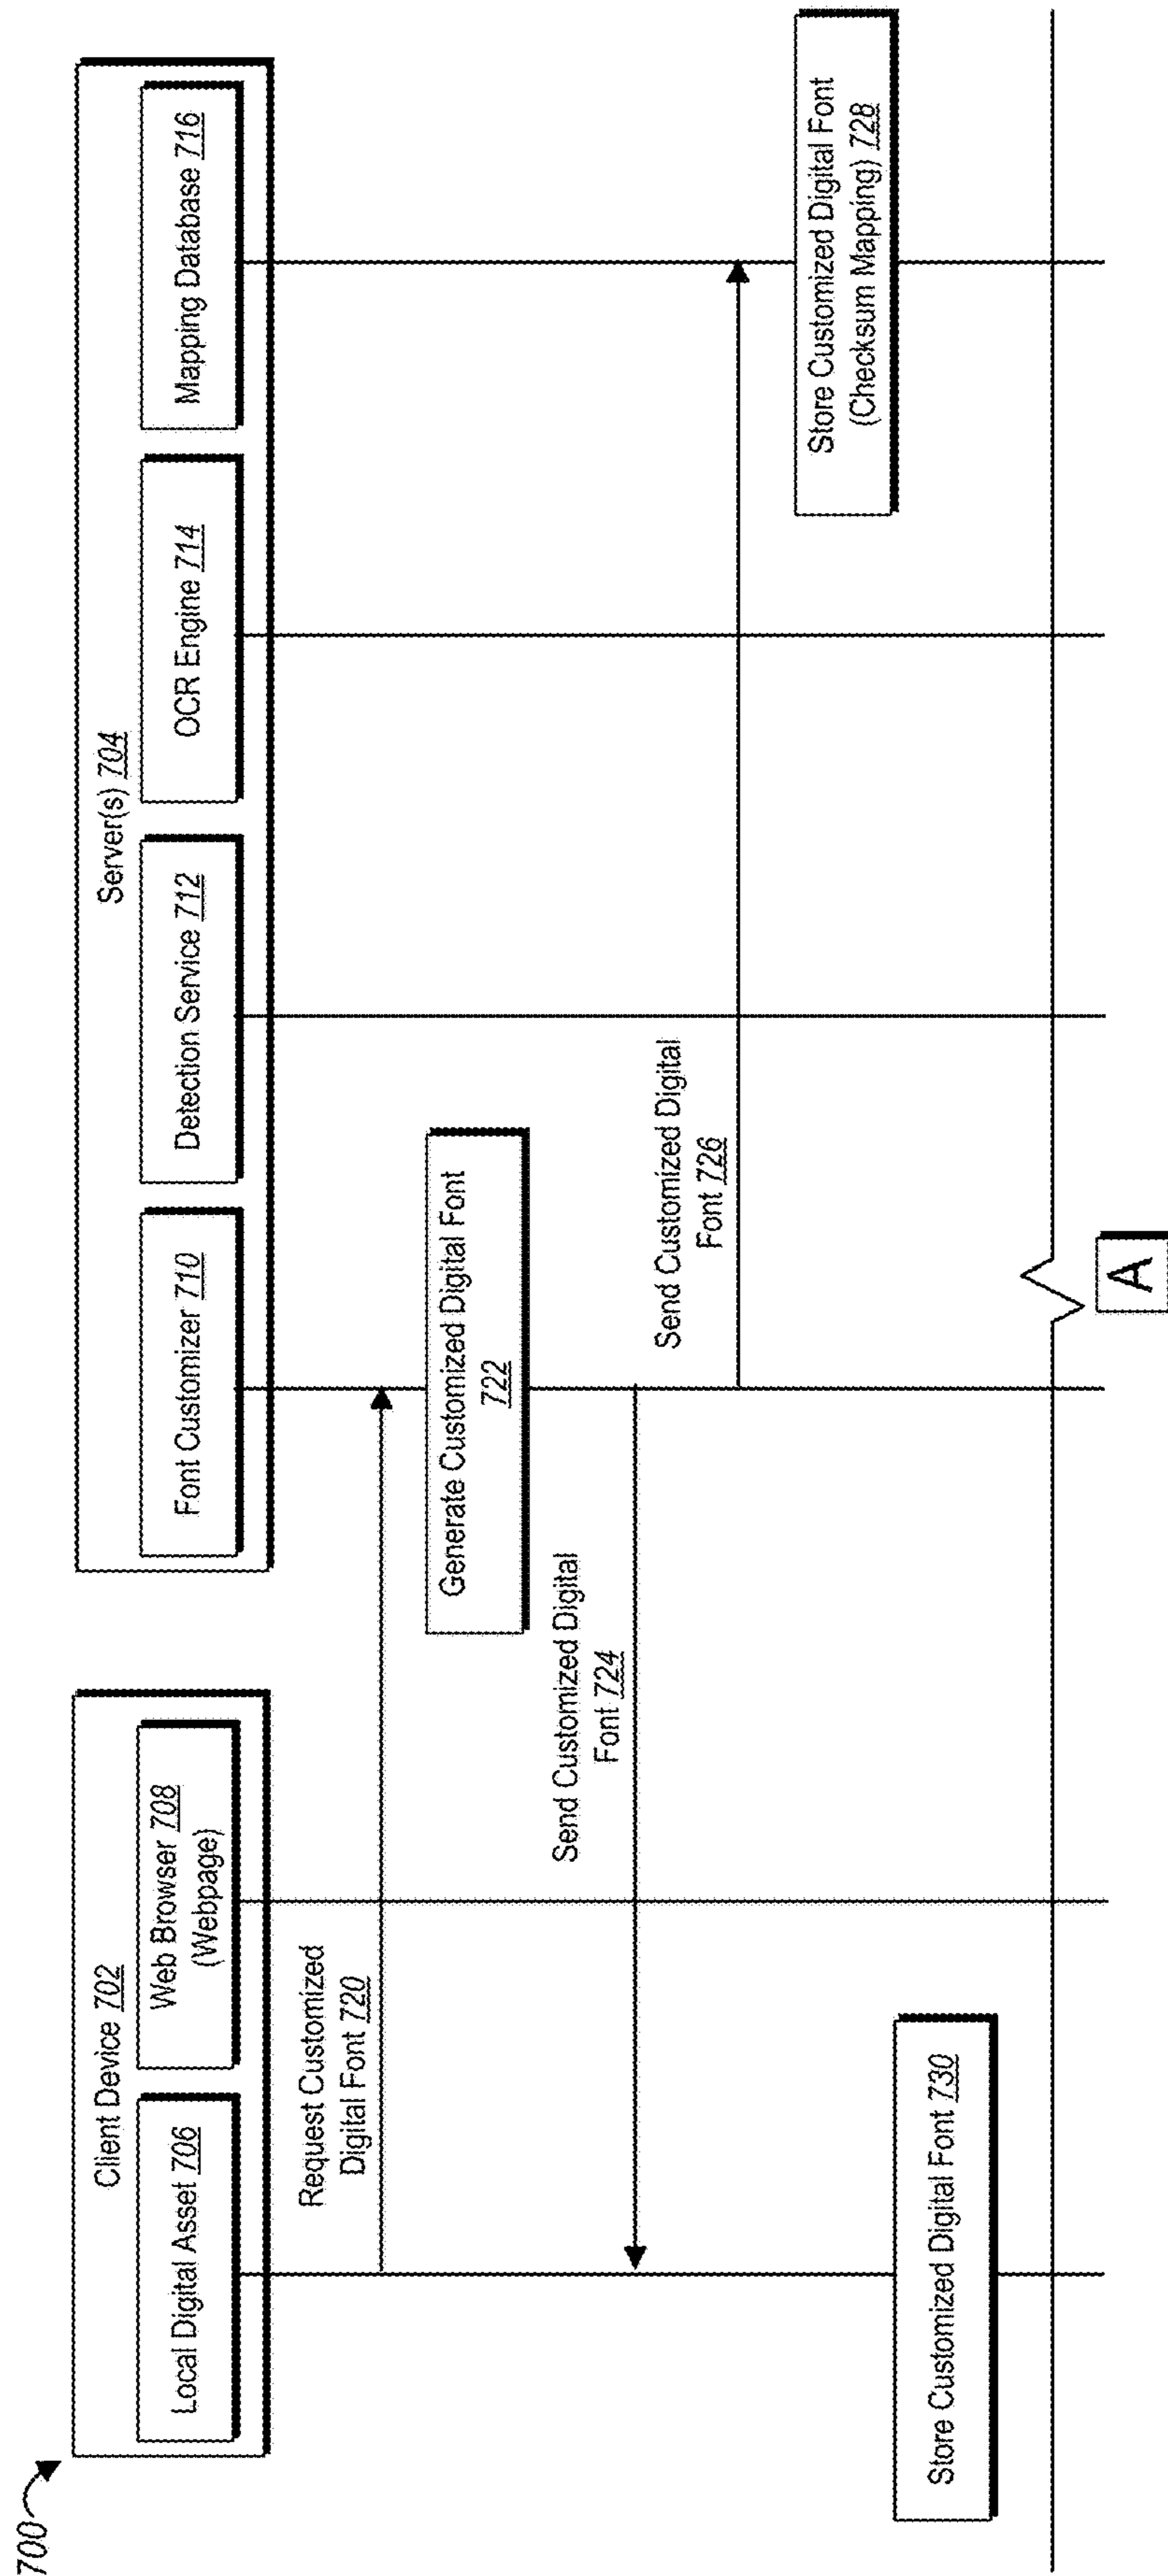 700
Client Device 702
Local Digital Asset 706
Web Browser 708
(Webpage)
Server(s) 704
Font Customizer 710
Detection Service 712
OCR Engine 714
Mapping Database 716
Request Customized
Digital Font 720
Generate Customized Digital Font
722
Send Customized Digital
Font 724
Send Customized Digital
Font 726
Store Customized Digital Font
(Checksum Mapping) 728
Store Customized Digital Font 730
A